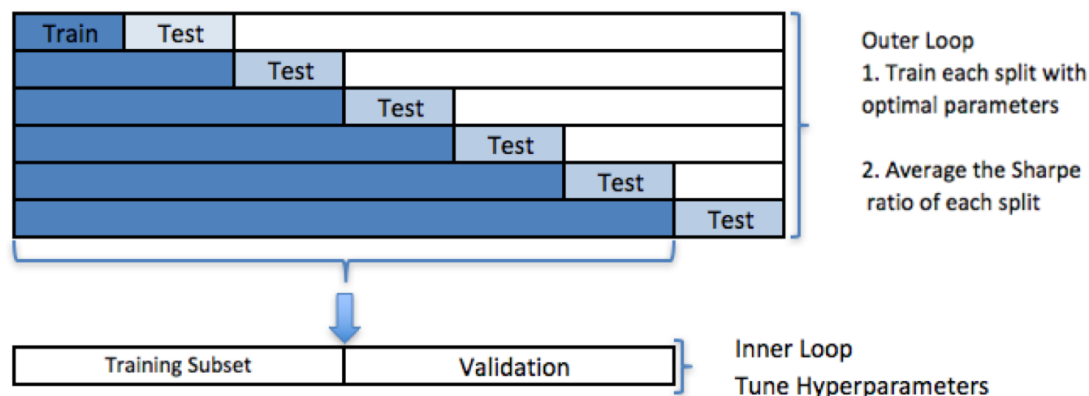 Train Test
Test
Test
Test
Test
Test
Outer Loop
1. Train each split with
optimal parameters
2. Average the Sharpe
ratio of each split
Training Subset Validation
Inner Loop
Tune Hyperparameters